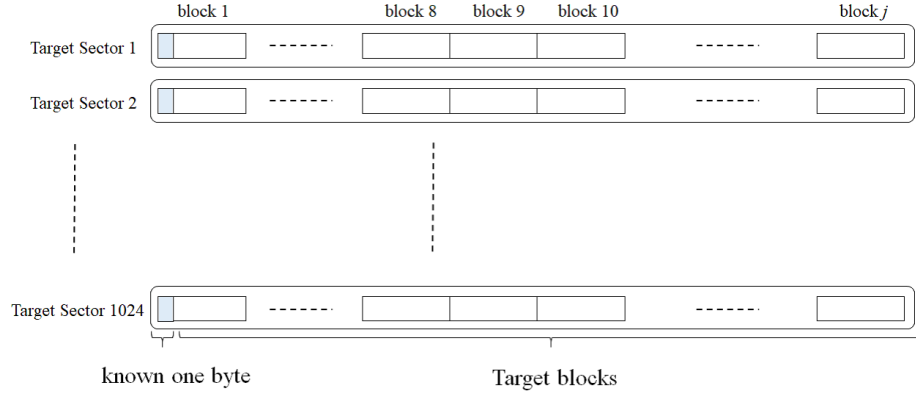 block 1 block 8 block 9 block 10 block j
Target Sector 1
Target Sector 2
Target Sector 1024
known one byte Target blocks